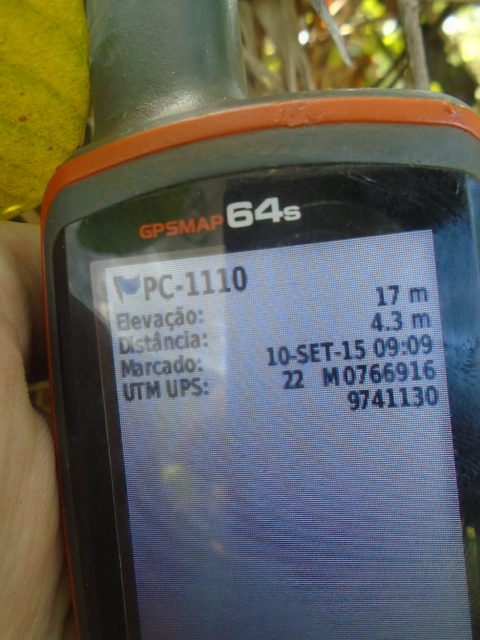 GPSMAP 64s
PC-1110
Elevação: 17 m
Distância: 4.3 m
Marcado: 10-SET-15 09:09
UTM UPS: 22 M 0766916
9741130